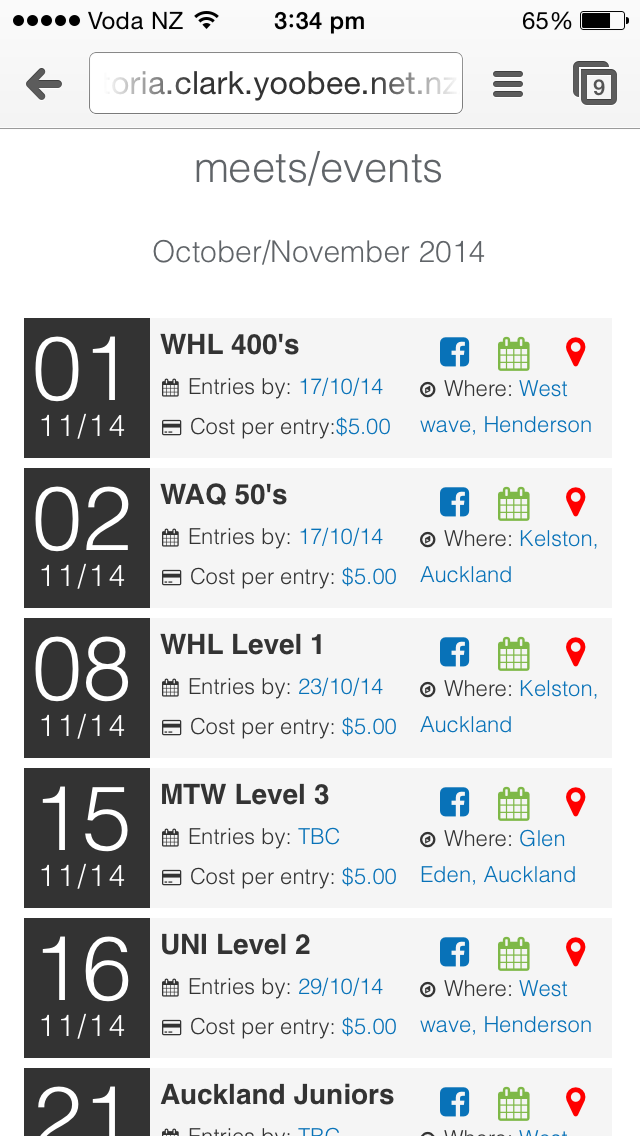 Voda NZ 3:34 pm 65%
toria.clark.yoobee.net.nz 9
meets/events
October/November 2014
01
11/14
WHL 400's
Entries by: 17/10/14
Cost per entry:$5.00
Where: West
wave, Henderson
02
11/14
WAQ 50's
Entries by: 17/10/14
Cost per entry: $5.00
Where: Kelston,
Auckland
08
11/14
WHL Level 1
Entries by: 23/10/14
Cost per entry: $5.00
Where: Kelston,
Auckland
15
11/14
MTW Level 3
Entries by: TBC
Cost per entry: $5.00
Where: Glen
Eden, Auckland
16
11/14
UNI Level 2
Entries by: 29/10/14
Cost per entry: $5.00
Where: West
wave, Henderson
21
Auckland Juniors
Entries by: TBC
Where: West